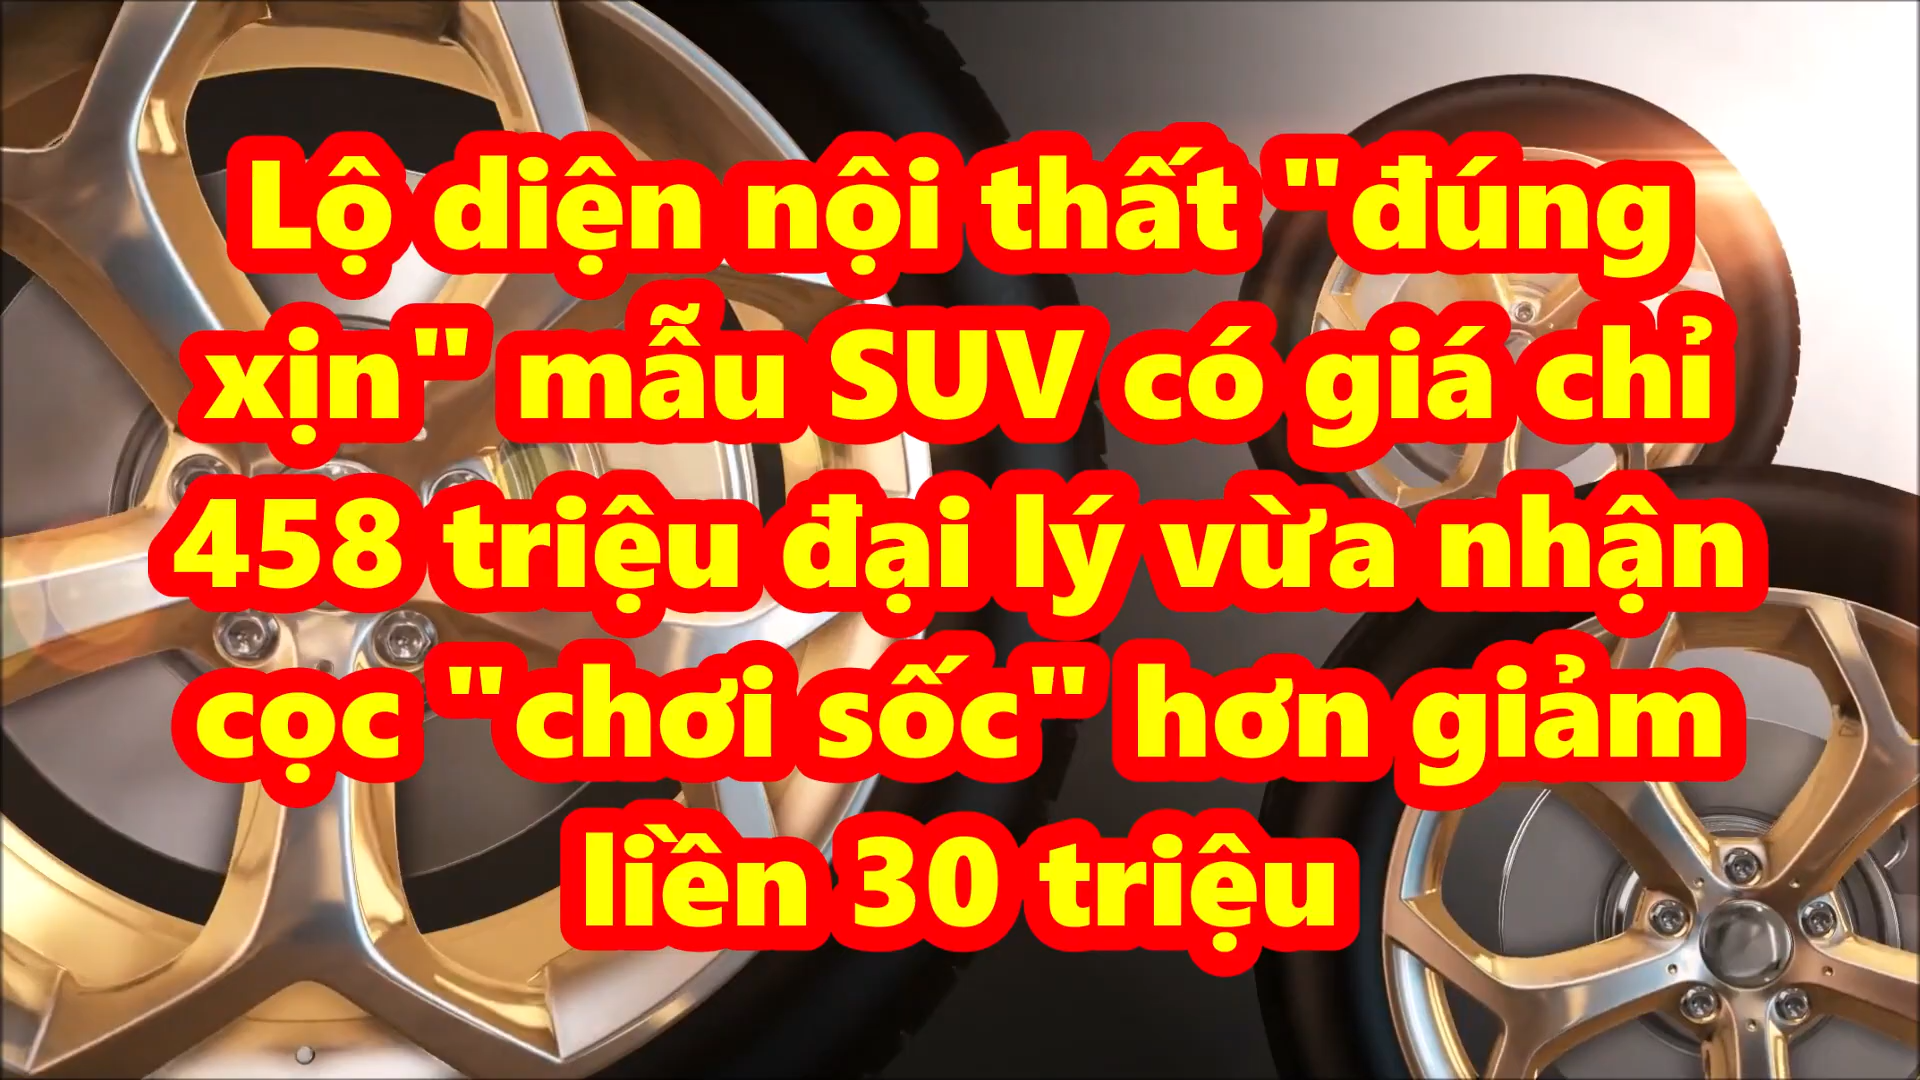 Lộ diện nội thất "đúng
xịn" mẫu SUV có giá chỉ
458 triệu đại lý vừa nhận
cọc "chơi sốc" hơn giảm
liền 30 triệu